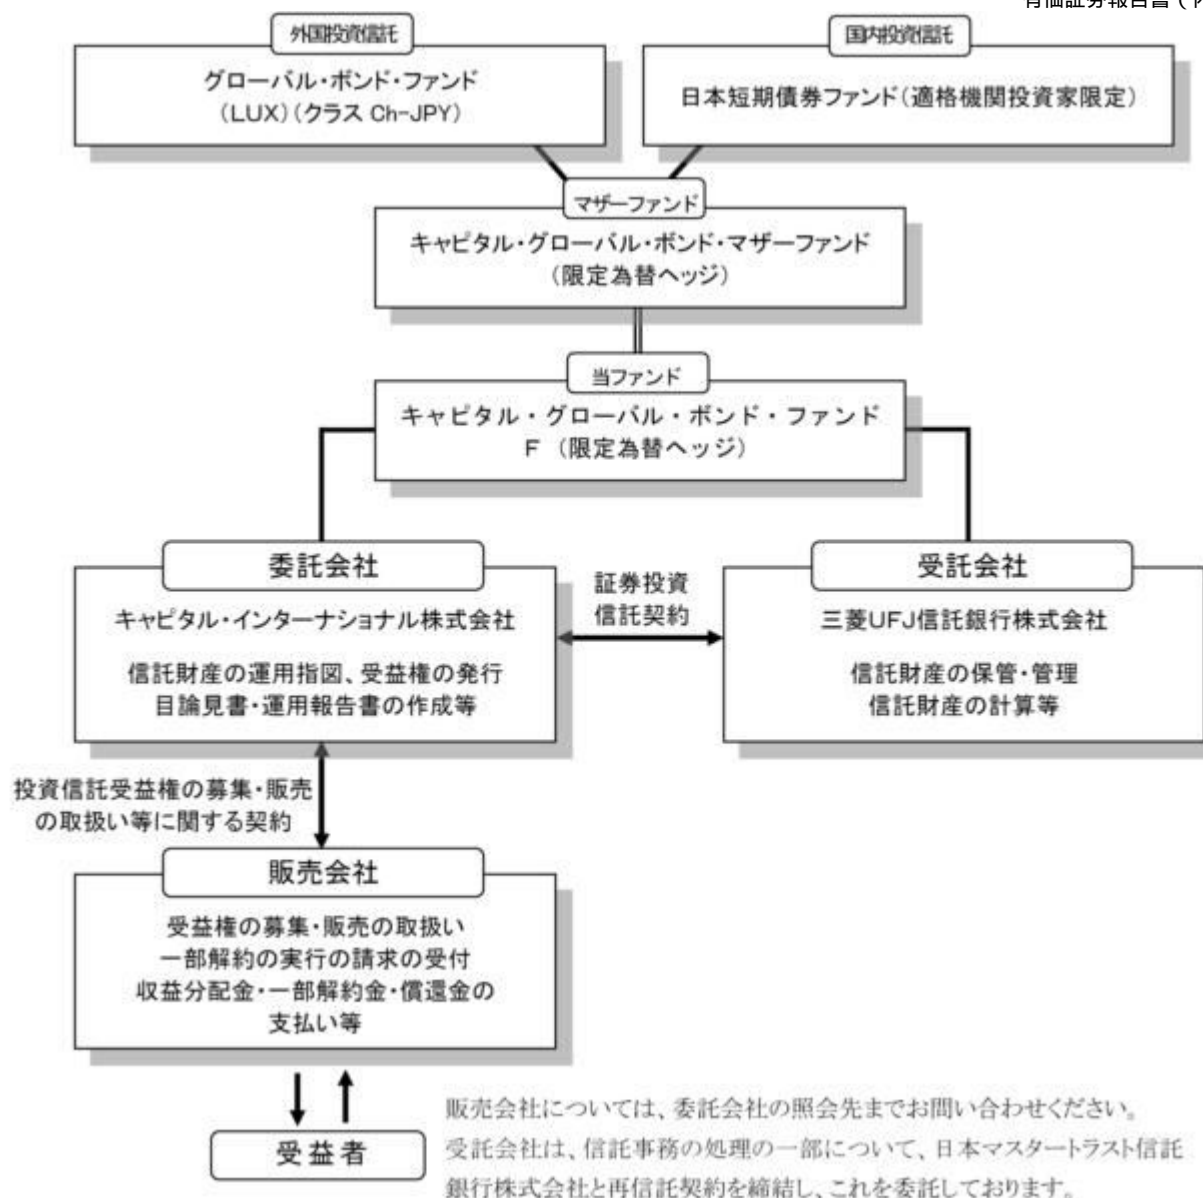 有価証券報告書（内
外国投資信託
グローバル・ボンド・ファンド
（LUX）（クラス Ch-JPY）
国内投資信託
日本短期債券ファンド（適格機関投資家限定）
マザーファンド
キャピタル・グローバル・ボンド・マザーファンド
（限定為替ヘッジ）
当ファンド
キャピタル・グローバル・ボンド・ファンド
F （限定為替ヘッジ）
委託会社
キャピタル・インターナショナル株式会社
信託財産の運用指図、受益権の発行
目論見書・運用報告書の作成等
証券投資
信託契約
受託会社
三菱UFJ信託銀行株式会社
信託財産の保管・管理
信託財産の計算等
投資信託受益権の募集・販売
の取扱い等に関する契約
販売会社
受益権の募集・販売の取扱い
一部解約の実行の請求の受付
収益分配金・一部解約金・償還金の
支払い等
受益者
販売会社については、委託会社の照会先までお問い合わせください。
受託会社は、信託事務の処理の一部について、日本マスタートラスト信託
銀行株式会社と再信託契約を締結し、これを委託しております。